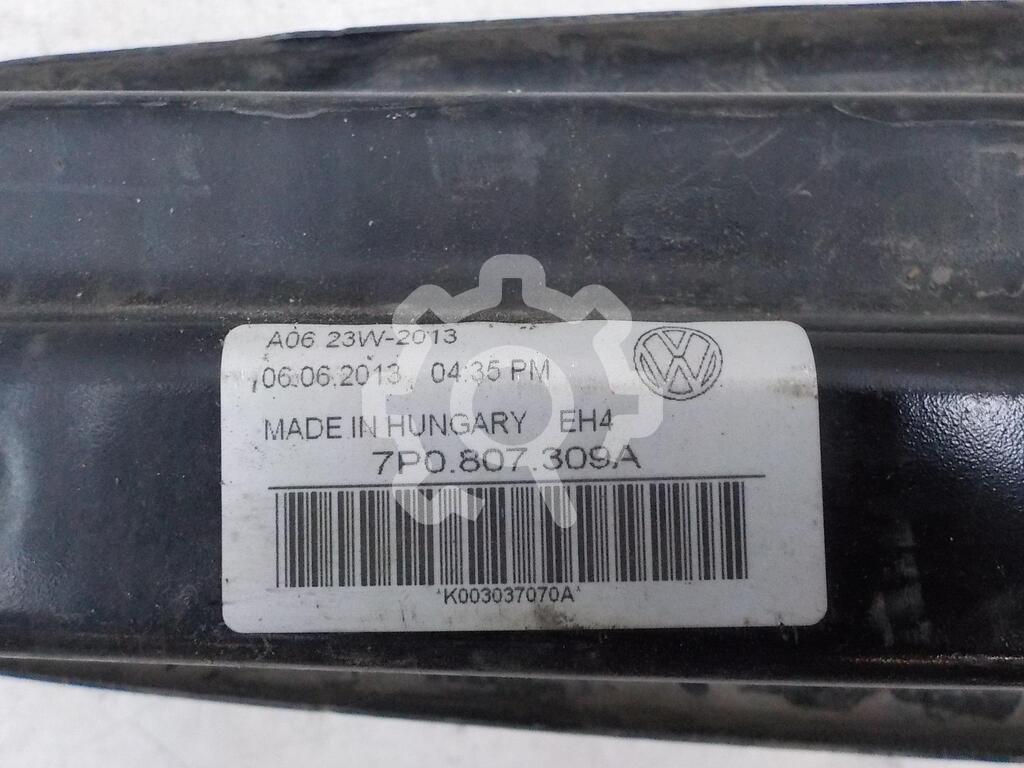 A06 23W-2013
06.06.2013 04:35 PM
MADE IN HUNGARY EH4
7P0.807.309A
*K003037070A*